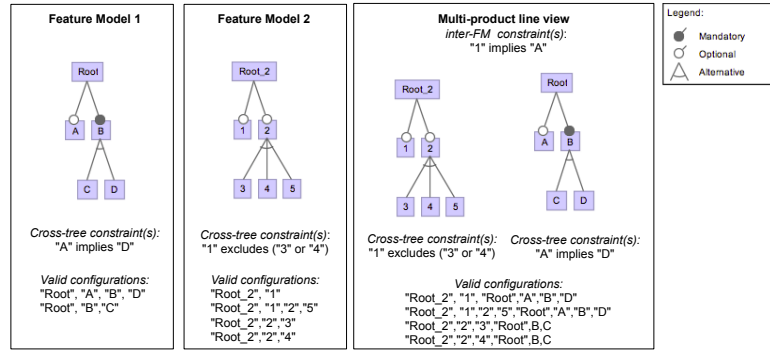 Feature Model 1
Root
A
B
C
D
Cross-tree constraint(s):
"A" implies "D"
Valid configurations:
"Root", "A", "B", "D"
"Root", "B","C"
Feature Model 2
Root_2
1
2
3
4
5
Cross-tree constraint(s):
"1" excludes ("3" or "4")
Valid configurations:
"Root_2", "1"
"Root_2", "1","2","5"
"Root_2","2","3"
"Root_2","2","4"
Multi-product line view
inter-FM constraint(s):
"1" implies "A"
Root_2
1
2
3
4
5
Cross-tree constraint(s):
"1" excludes ("3" or "4")
Root
A
B
C
D
Cross-tree constraint(s):
"A" implies "D"
Valid configurations:
"Root_2", "1", "Root","A","B","D"
"Root_2", "1","2","5","Root","A","B","D"
"Root_2","2","3","Root",B,C
"Root_2","2","4","Root",B,C
Legend:
Mandatory
Optional
Alternative